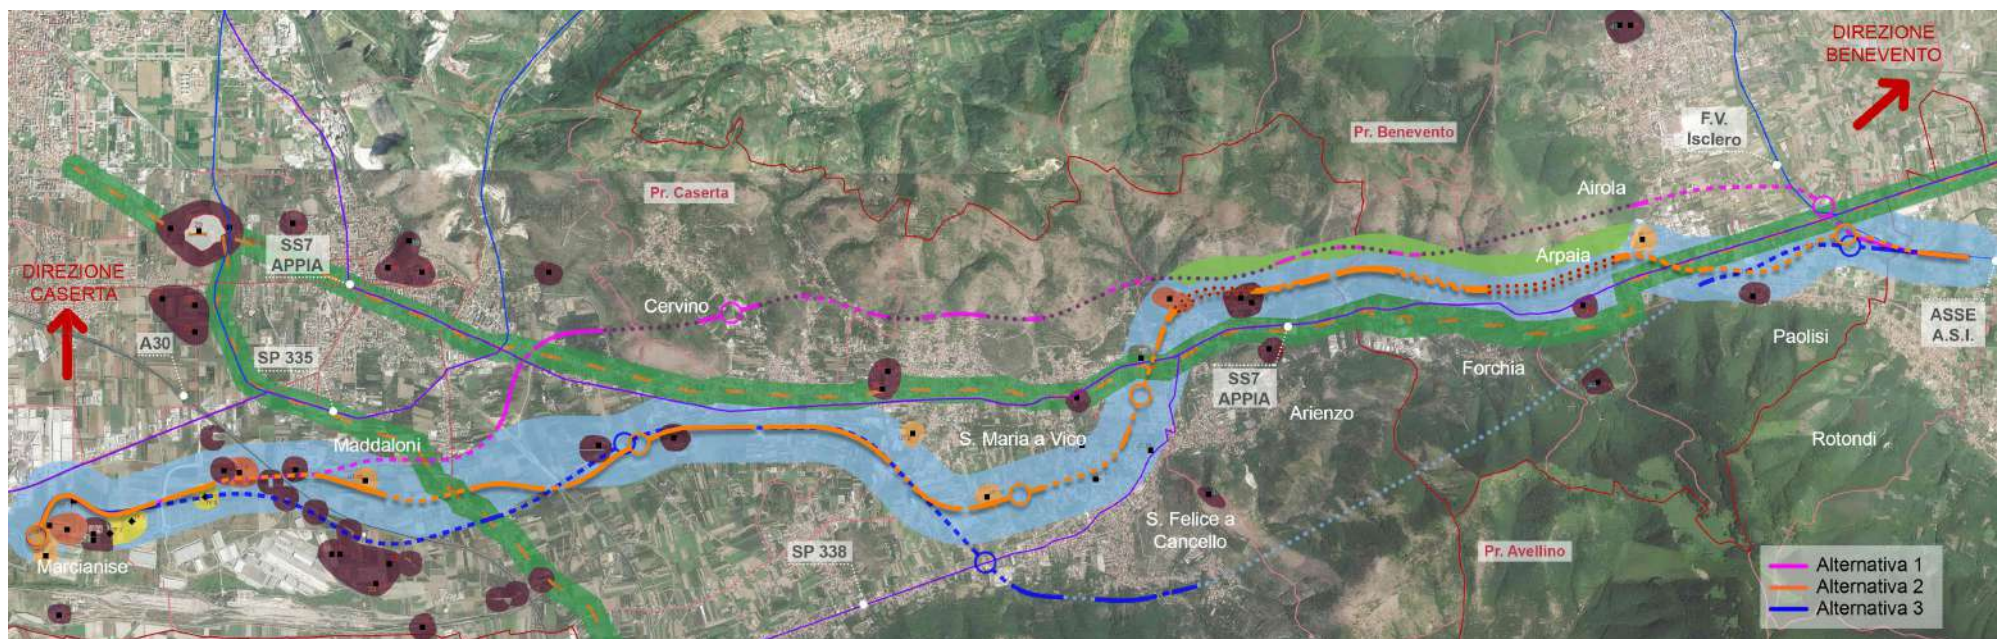 DIREZIONE
BENEVENTO
F.V.
Isclero
Pr. Benevento
Pr. Caserta
Airola
SS7
APPIA
Arpaia
DIREZIONE
CASERTA
Cervino
A30
SP 335
ASSE
A.S.I.
Paolisi
Forchia
SS7
APPIA
Arienzo
Maddaloni
S. Maria a Vico
Rotondi
S. Felice a
Cancello
SP 338
Pr. Avellino
Marcianise
Alternativa 1
Alternativa 2
Alternativa 3